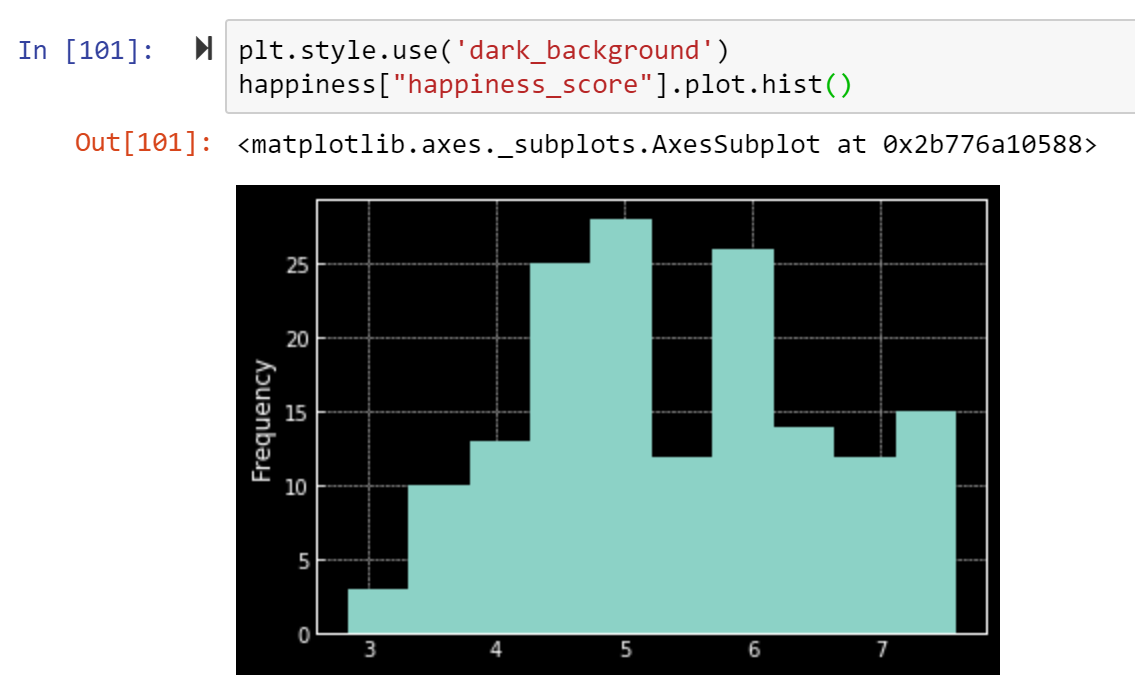 In [101]: plt.style.use('dark_background')
happiness["happiness_score"].plot.hist()
Out[101]: <matplotlib.axes._subplots.AxesSubplot at 0x2b776a10588>
25
20
15
10
5
0
Frequency
3 4 5 6 7